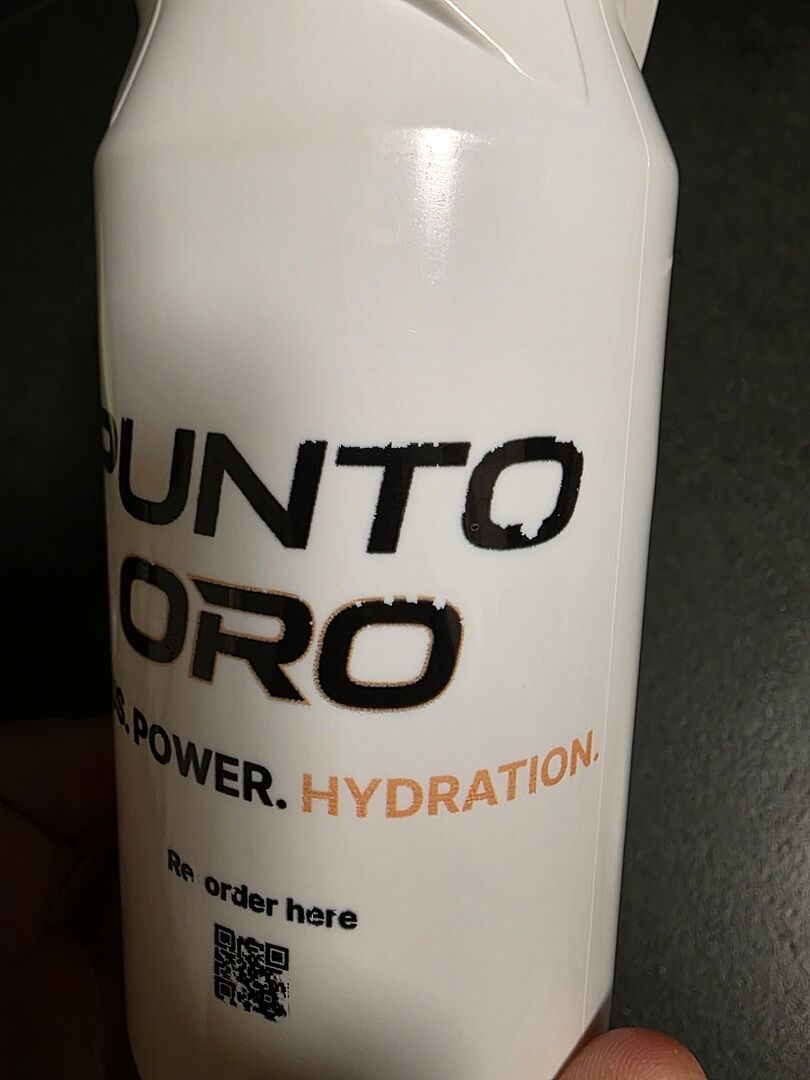 PUNTO
ORO
POWER. HYDRATION.
Re-order here